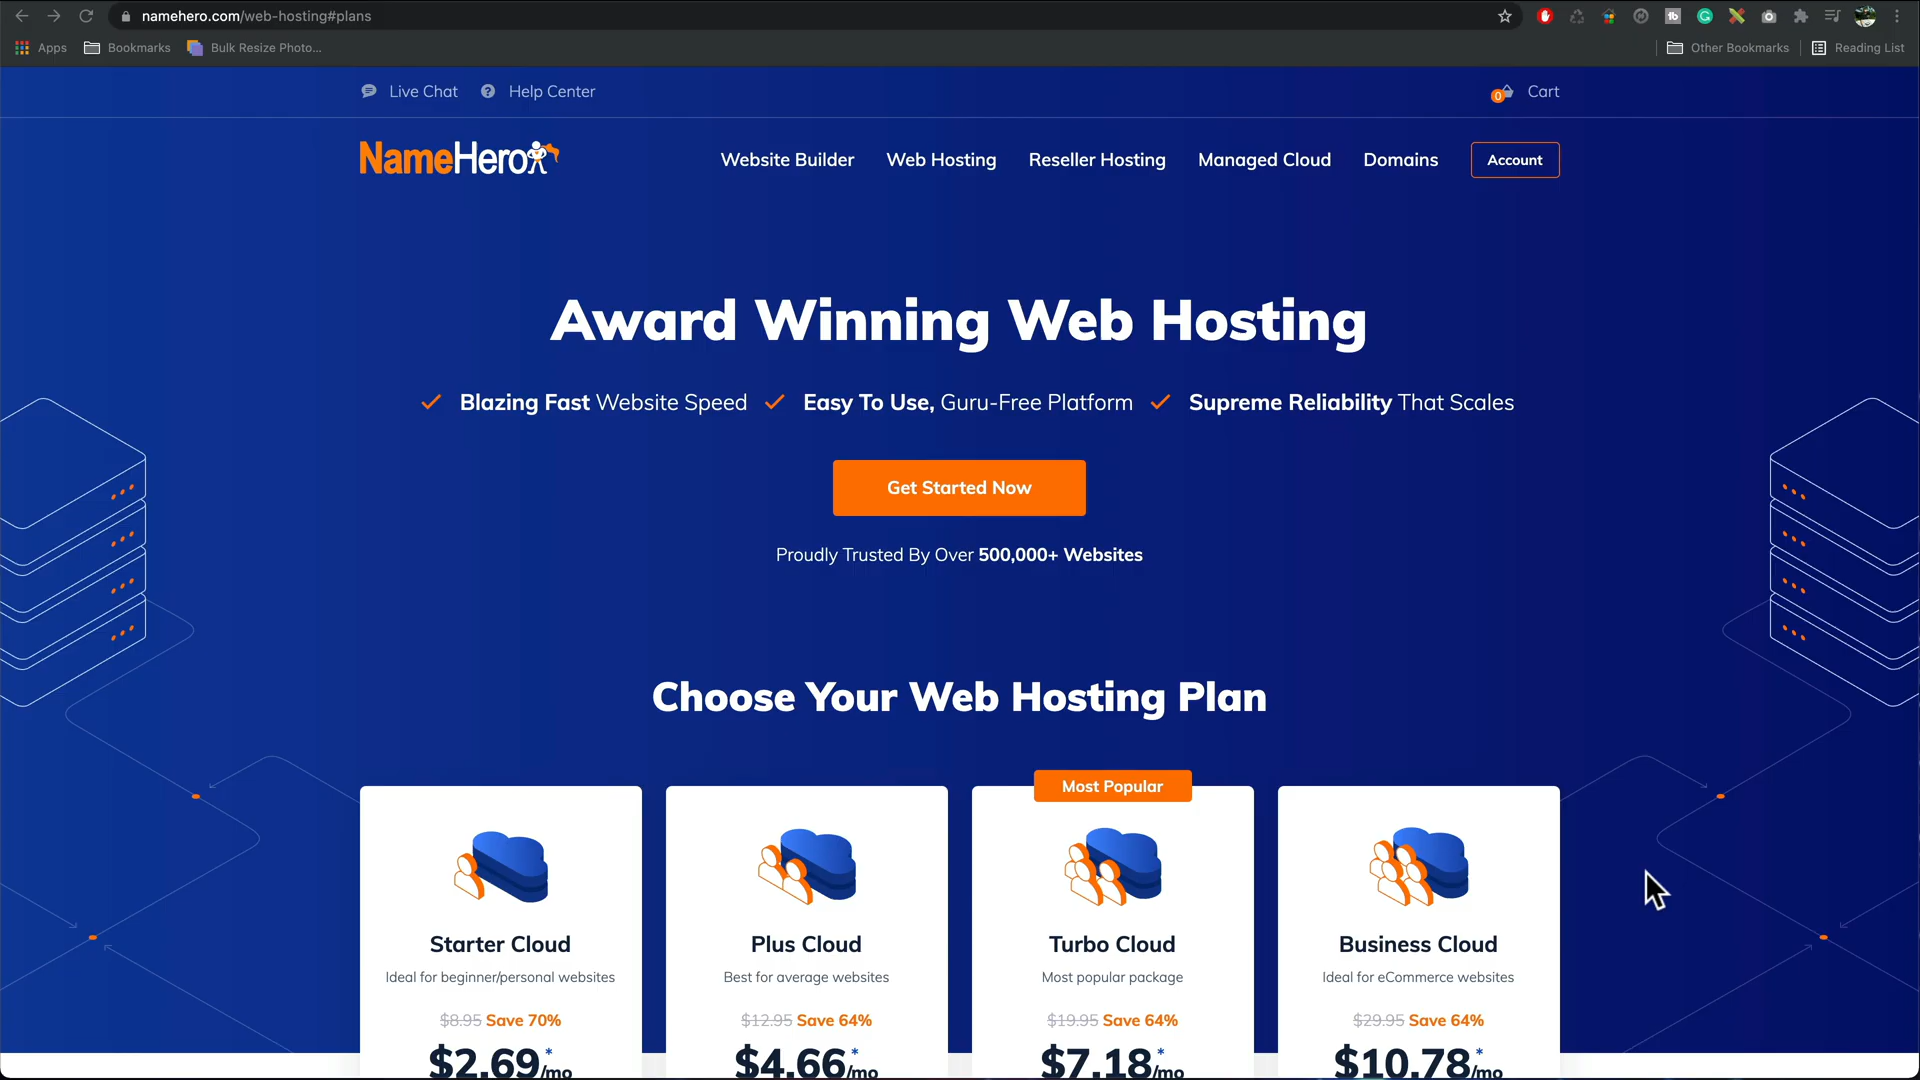 namehero.com/web-hosting#plans
Apps Bookmarks Bulk Resize Photo... Other Bookmarks Reading List
Live Chat ? Help Center 0 Cart
NameHero Website Builder Web Hosting Reseller Hosting Managed Cloud Domains Account
Award Winning Web Hosting
Blazing Fast Website Speed Easy To Use, Guru-Free Platform Supreme Reliability That Scales
Get Started Now
Proudly Trusted By Over 500,000+ Websites
Choose Your Web Hosting Plan
Most Popular
Starter Cloud Plus Cloud Turbo Cloud Business Cloud
Ideal for beginner/personal websites Best for average websites Most popular package Ideal for eCommerce websites
$8.95 Save 70% $12.95 Save 64% $19.95 Save 64% $29.95 Save 64%
$2.69*/mo $4.66*/mo $7.18*/mo $10.78*/mo